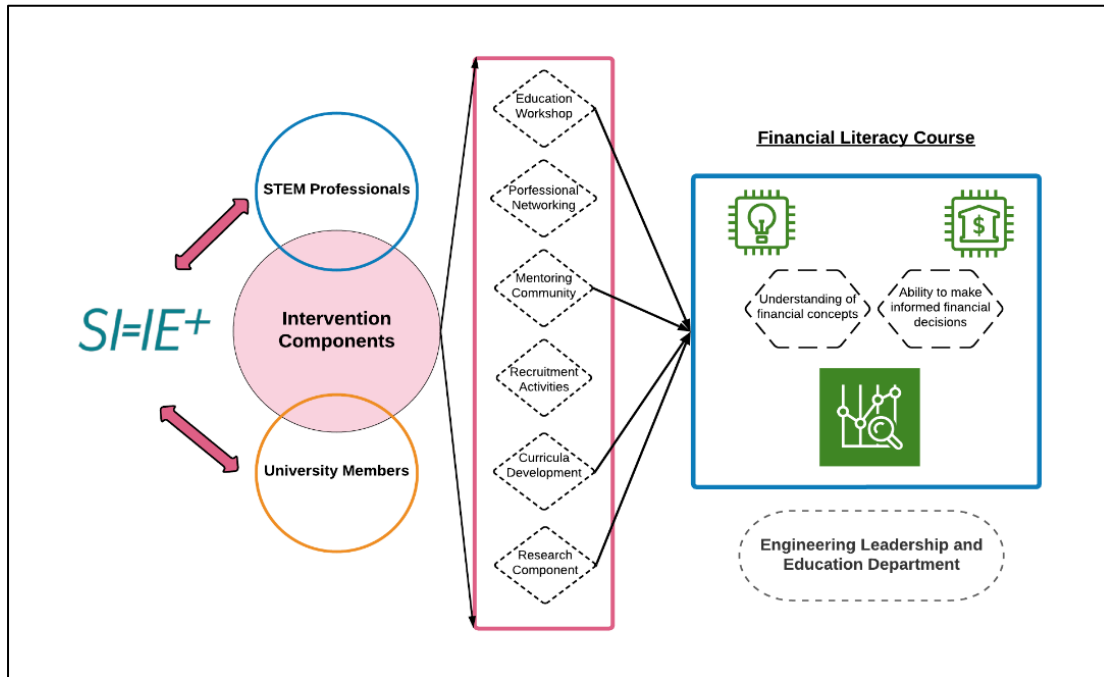 STEM Professionals
Intervention
Components
University Members
SI=IE+
Education
Workshop
Porfessional
Networking
Mentoring
Community
Recruitment
Activities
Curricula
Development
Research
Component
Financial Literacy Course
$
Understanding of
financial concepts
Ability to make
informed financial
decisions
Engineering Leadership and
Education Department